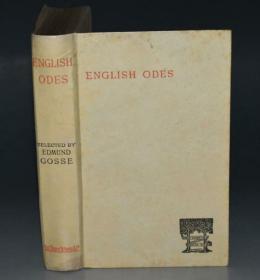 ENGLISH
ODES
SELECTED BY
EDMUND
GOSSE
ENGLISH ODES